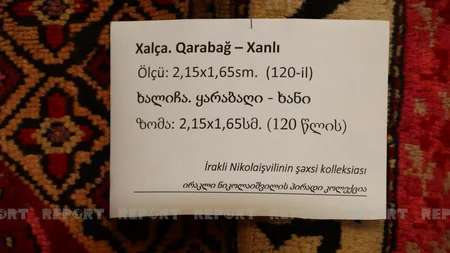 Xalça. Qarabağ – Xanlı
Ölçü: 2,15x1,65sm. (120-il)
ხალიჩა. ყარაბაღი - ხანი
ზომა: 2,15x1,65სმ. (120 წლის)
İrakli Nikolaişvilinin şəxsi kolleksiası
ირაკლი ნიკოლაიშვილის პირადი კოლექცია
REPORT REPORT REPORT REPORT REPORT